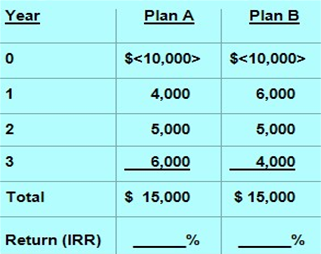 Year Plan A Plan B
0 $<10,000> $<10,000>
1 4,000 6,000
2 5,000 5,000
3 6,000 4,000
Total $ 15,000 $ 15,000
Return (IRR) ______% ______%